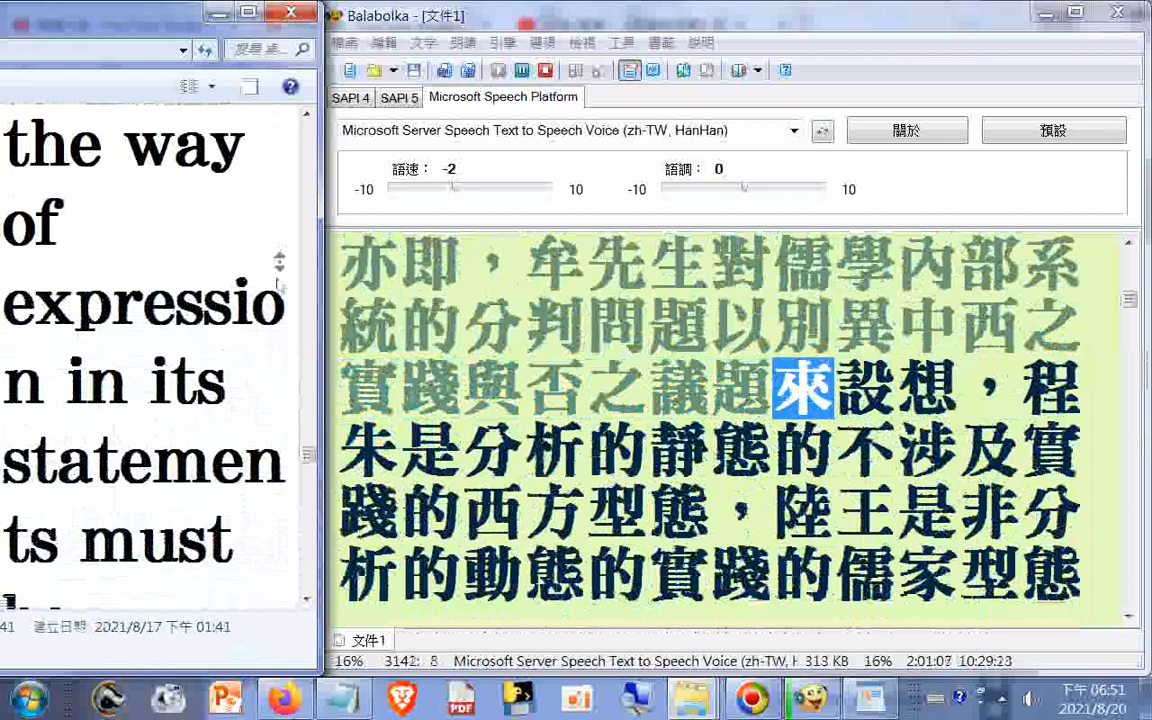 the way
of
expressio
n in its
statemen
ts must
41 建立日期: 2021/8/17 下午 01:41
Balabolka - [文件1]
檔案 編輯 文字 朗讀 引擎 選項 檢視 工具 書籤 說明
SAPI 4 SAPI 5 Microsoft Speech Platform
Microsoft Server Speech Text to Speech Voice (zh-TW, HanHan) 關於 預設
語速： -2 語調： 0
-10 10 -10 10
亦即，牟先生對儒學內部系
統的分判問題以別異中西之
實踐與否之議題來設想，程
朱是分析的靜態的不涉及實
踐的西方型態，陸王是非分
析的動態的實踐的儒家型態
文件1
16% 3142: 8 Microsoft Server Speech Text to Speech Voice (zh-TW, H 313 KB 16% 2:01:07 10:29:23
下午 06:51
2021/8/20